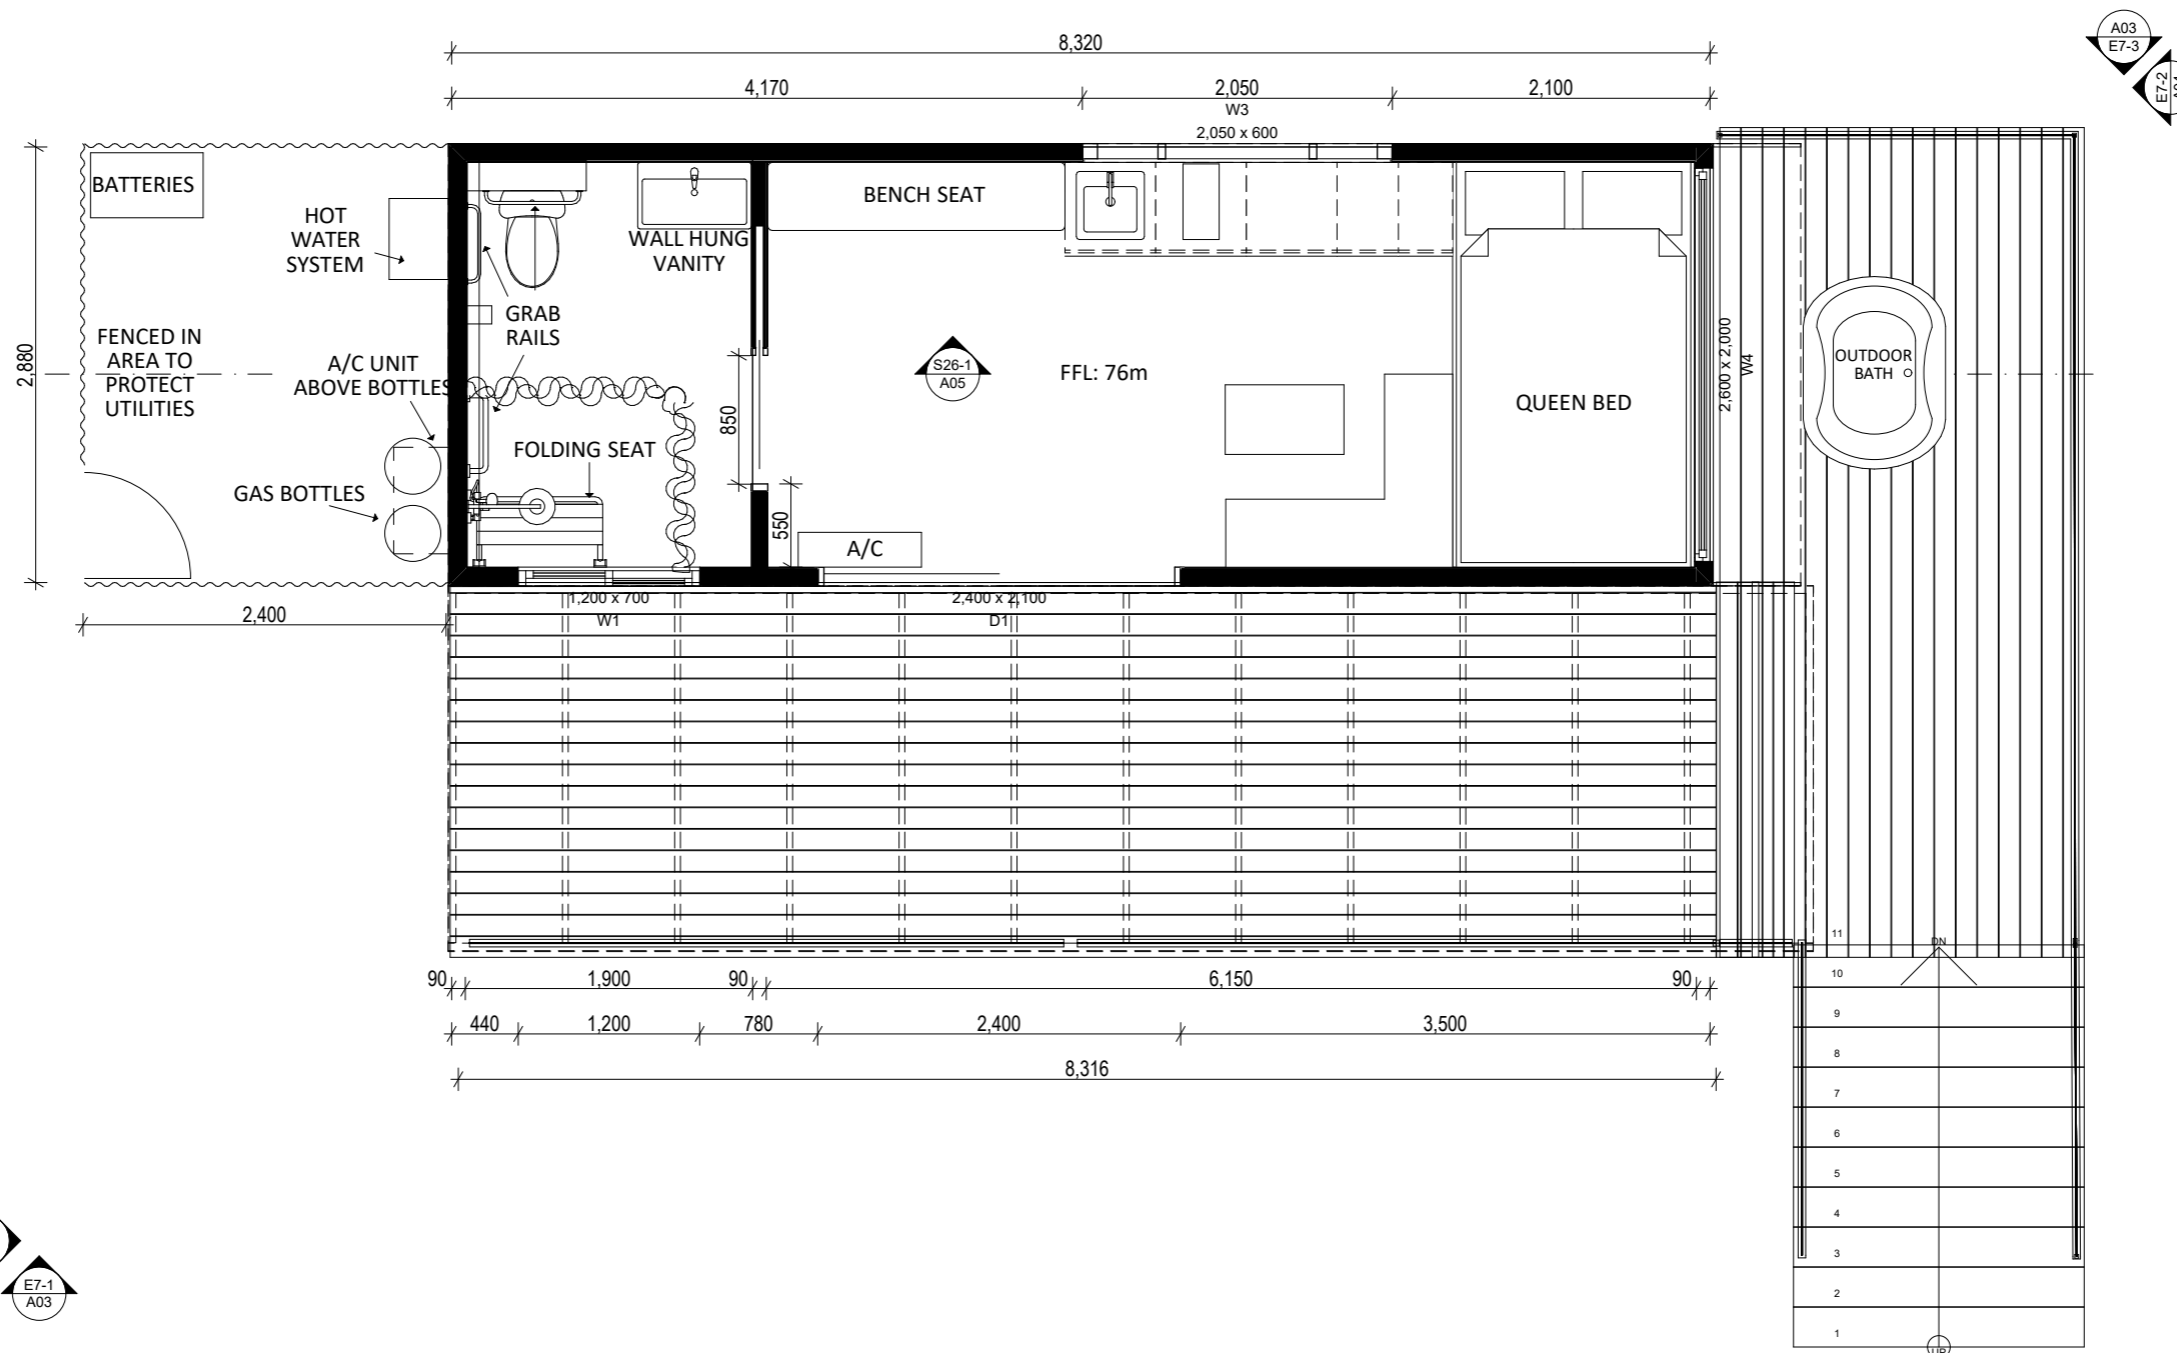 8,320
4,170
2,050
2,100
W3
2,050 x 600
A03
E7-3
E7-2
BATTERIES
HOT
WATER
SYSTEM
WALL HUNG
VANITY
BENCH SEAT
GRAB
RAILS
FENCED IN
AREA TO
PROTECT
UTILITIES
2,880
A/C UNIT
ABOVE BOTTLES
S26-1
A05
FFL: 76m
QUEEN BED
2,600 x 2,000
W4
OUTDOOR
BATH
850
FOLDING SEAT
GAS BOTTLES
550
A/C
2,400
1,200 x 700
W1
2,400 x 2,100
D1
90
1,900
90
6,150
90
440
1,200
780
2,400
3,500
8,316
11
DN
10
9
8
7
6
5
4
3
2
1
UP
E7-1
A03